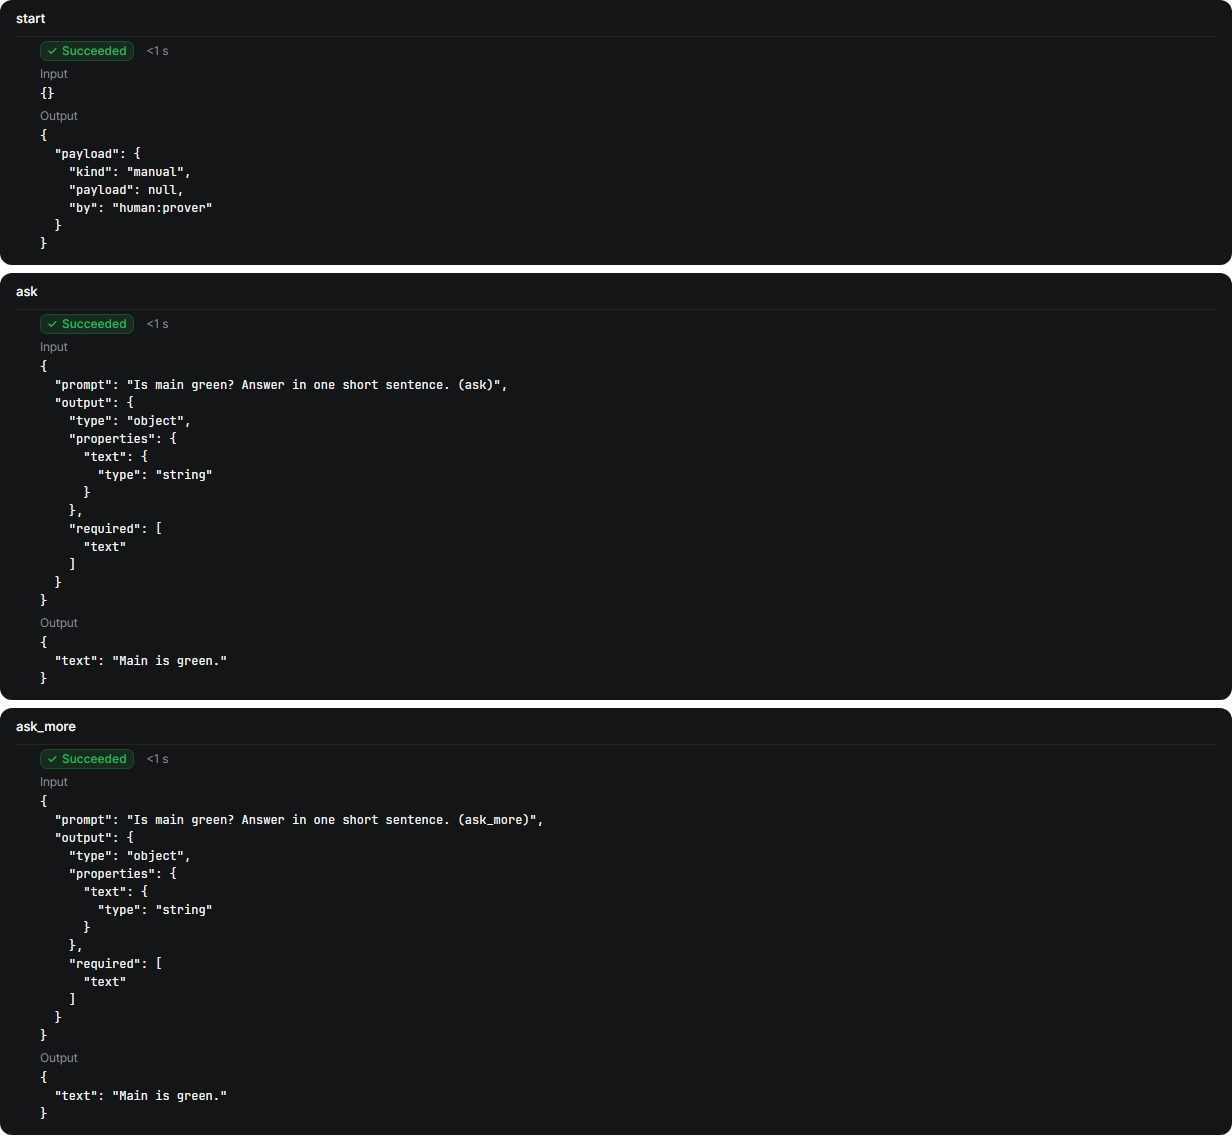 start
Succeeded <1 s
Input
{}
Output
{
"payload": {
"kind": "manual",
"payload": null,
"by": "human:prover"
}
}
ask
Succeeded <1 s
Input
{
"prompt": "Is main green? Answer in one short sentence. (ask)",
"output": {
"type": "object",
"properties": {
"text": {
"type": "string"
}
},
"required": [
"text"
]
}
}
Output
{
"text": "Main is green."
}
ask_more
Succeeded <1 s
Input
{
"prompt": "Is main green? Answer in one short sentence. (ask_more)",
"output": {
"type": "object",
"properties": {
"text": {
"type": "string"
}
},
"required": [
"text"
]
}
}
Output
{
"text": "Main is green."
}